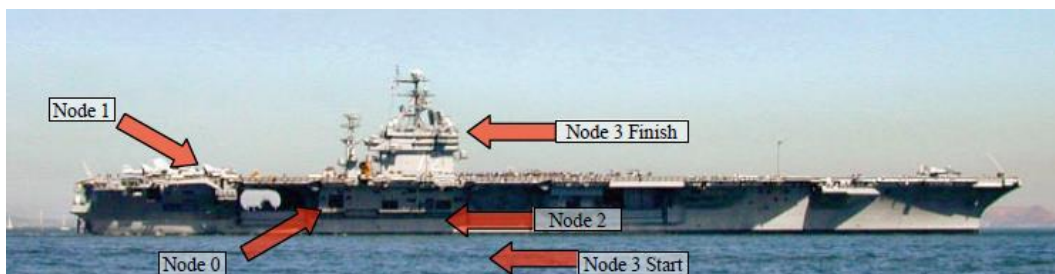 Node 1
Node 3 Finish
Node 2
Node 0
Node 3 Start